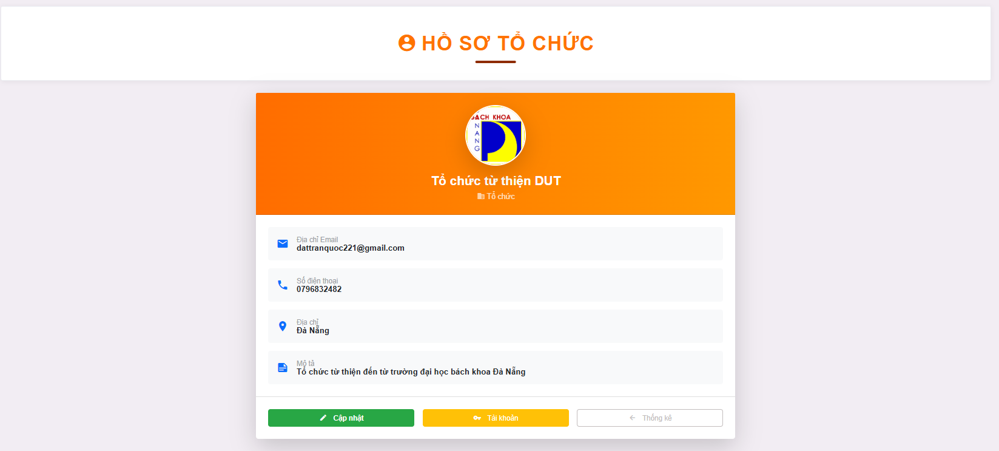 HỒ SƠ TỔ CHỨC
BÁCH KHOA
NANG
Tổ chức từ thiện DUT
Tổ chức
Địa chỉ Email
dattranquoc221@gmail.com
Số điện thoại
0796832482
Địa chỉ
Đà Nẵng
Mô tả
Tổ chức từ thiện đến từ trường đại học bách khoa Đà Nẵng
Cập nhật
Tài khoản
Thống kê